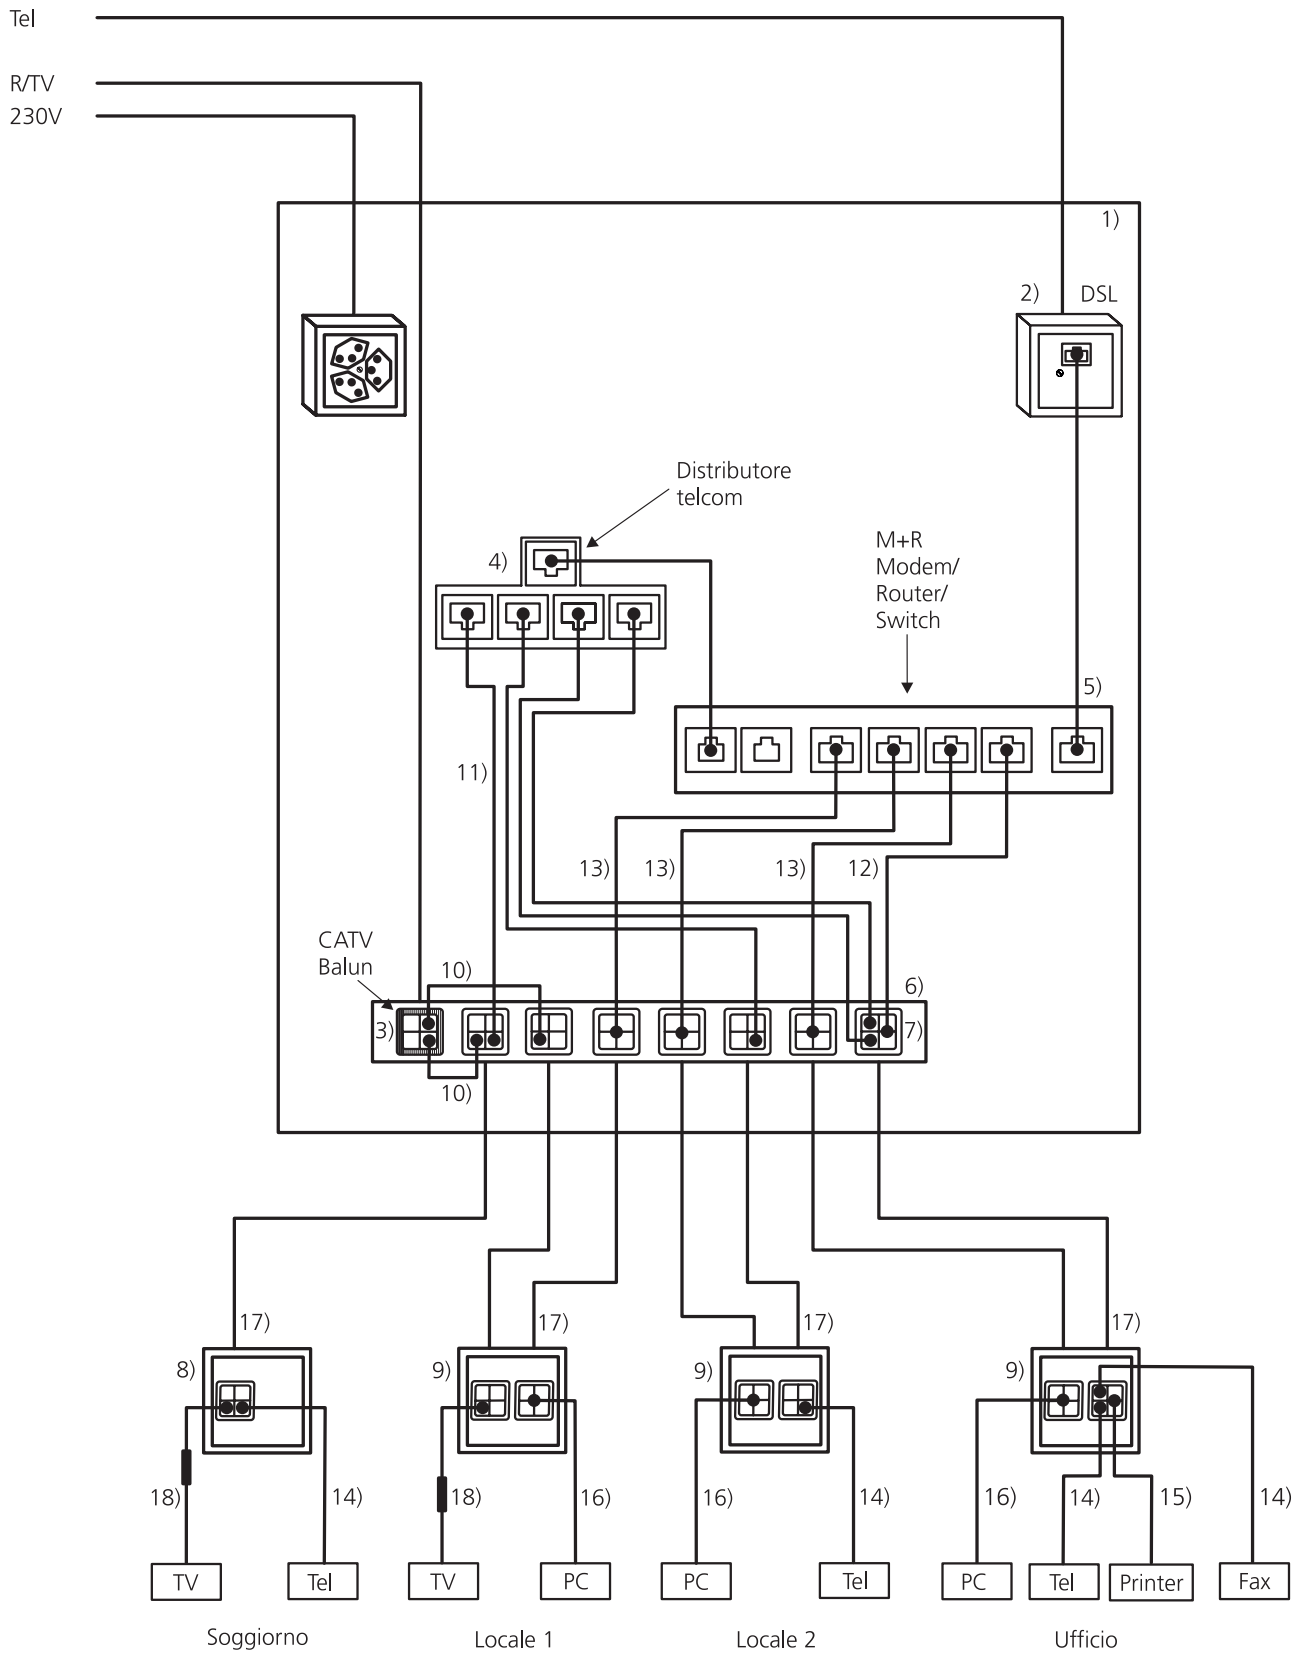 Tel
R/TV
230V
1)
2) DSL
Distributore
telcom
4)
M+R
Modem/
Router/
Switch
5)
11)
13) 13) 13) 12)
CATV
Balun
10)
6)
3)
7)
10)
17) 17) 17) 17)
8) 9) 9) 9)
18) 14) 18) 16) 16) 14) 16) 14) 15) 14)
TV Tel TV PC PC Tel PC Tel Printer Fax
Soggiorno Locale 1 Locale 2 Ufficio